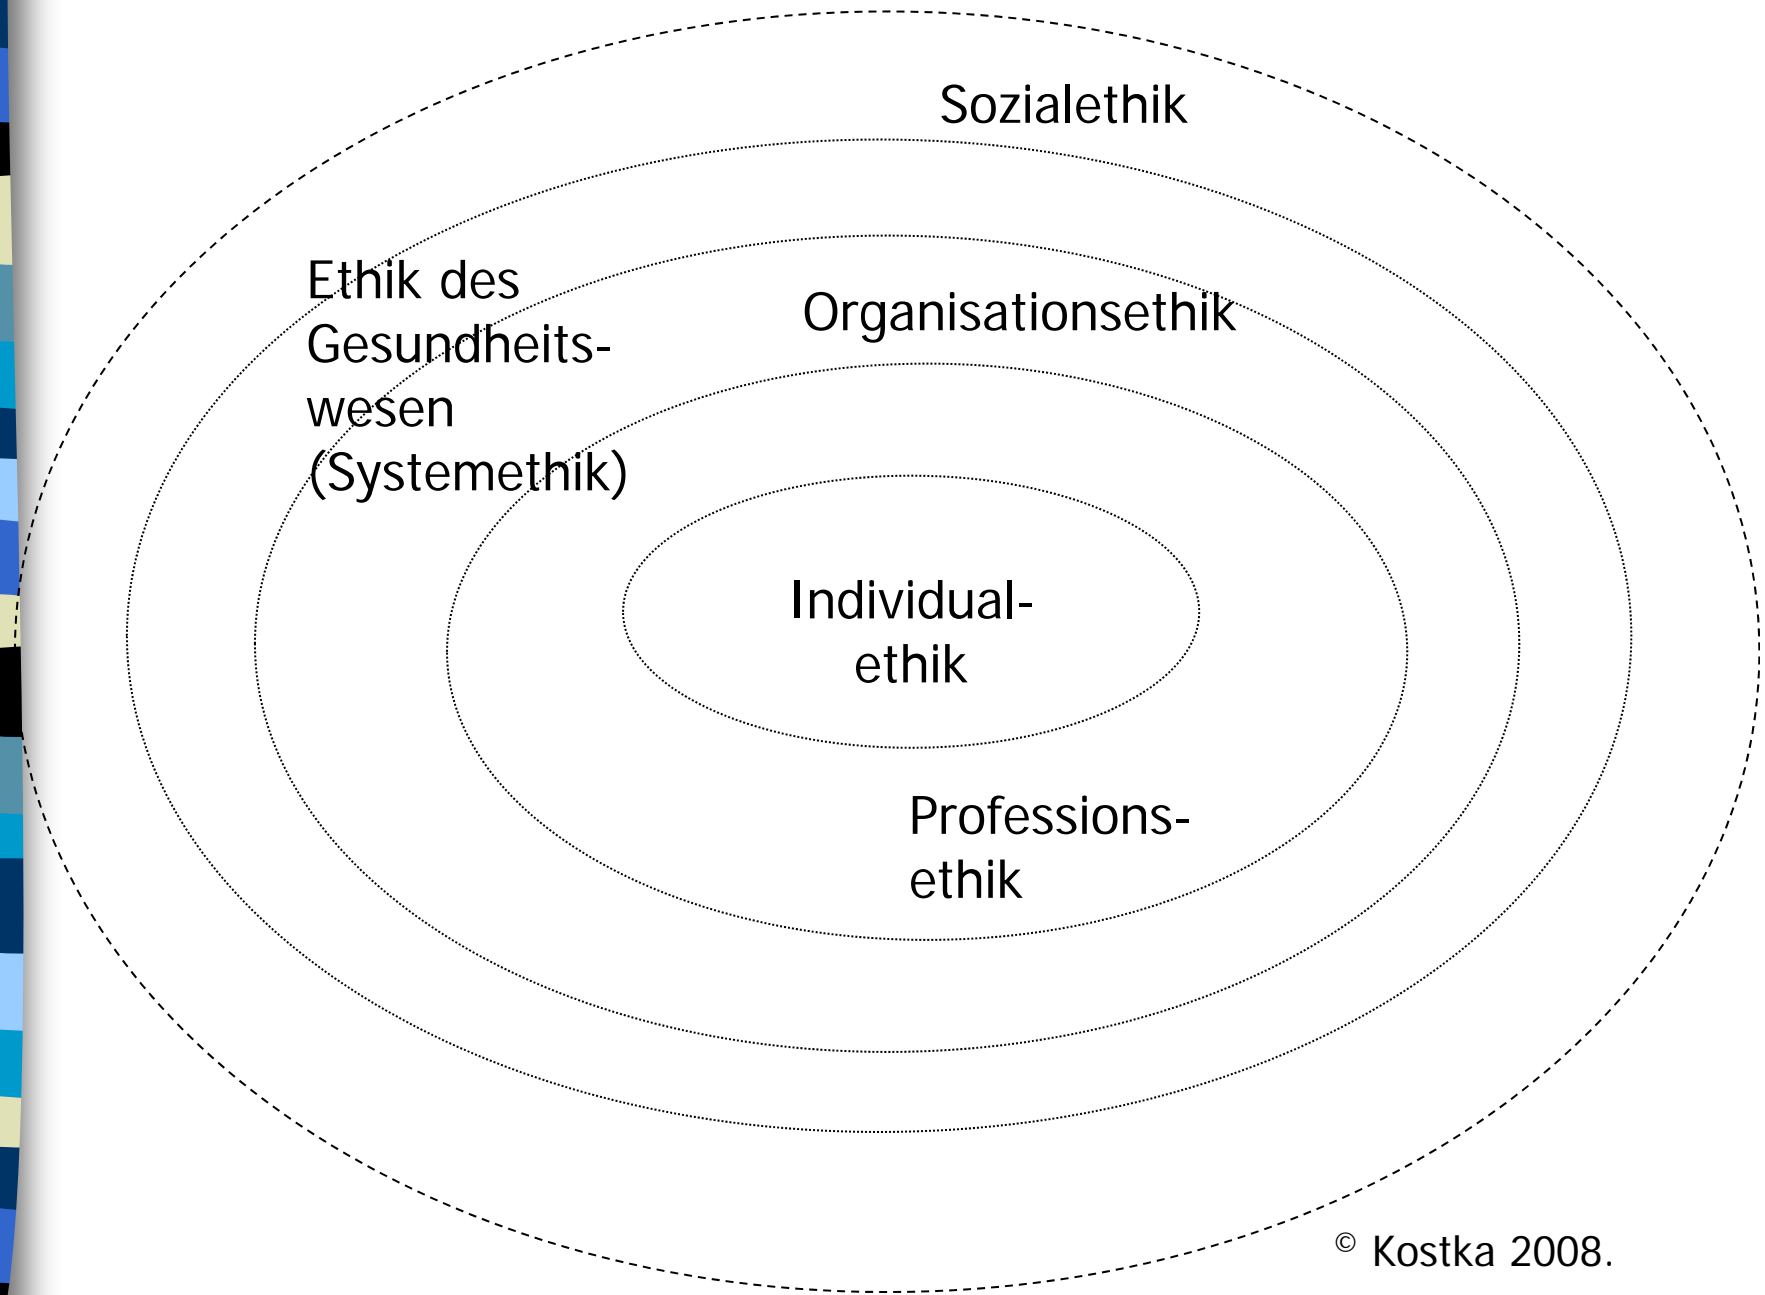 Sozialethik
Ethik des
Gesundheits-
wesen
(Systemethik)
Organisationsethik
Individual-
ethik
Professions-
ethik
© Kostka 2008.